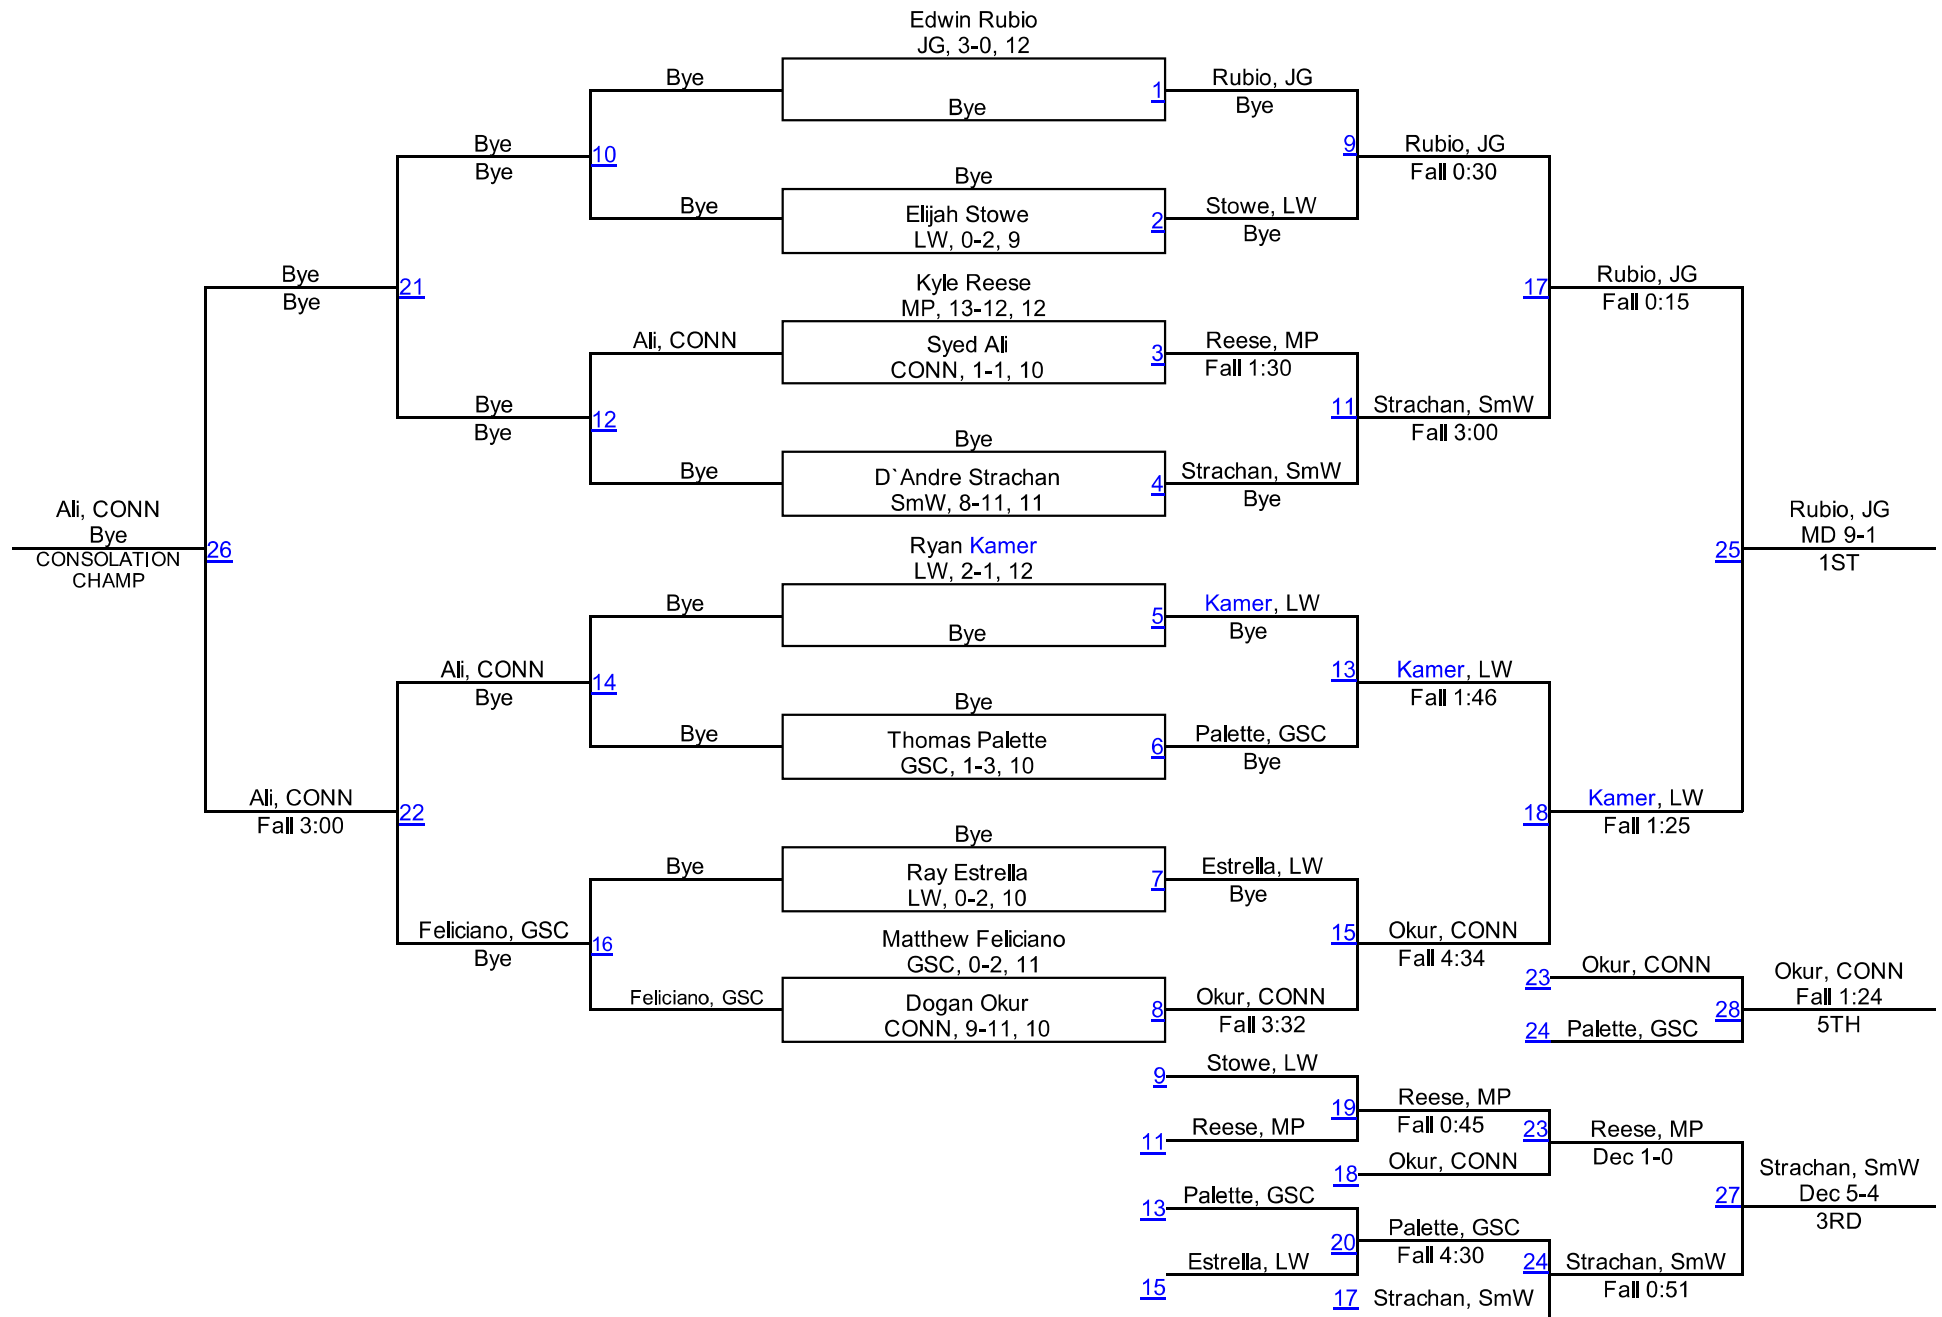 Edwin Rubio
JG, 3-0, 12
Bye
1
Rubio, JG
Bye
Bye
9
Rubio, JG
Fall 0:30
Bye
Bye
10
Bye
Bye
Elijah Stowe
LW, 0-2, 9
2
Stowe, LW
Bye
Bye
Bye
21
Kyle Reese
MP, 13-12, 12
17
Rubio, JG
Fall 0:15
Ali, CONN
Syed Ali
CONN, 1-1, 10
3
Reese, MP
Fall 1:30
Bye
Bye
12
11
Strachan, SmW
Fall 3:00
Bye
Bye
D`Andre Strachan
SmW, 8-11, 11
4
Strachan, SmW
Bye
Ali, CONN
Bye
CONSOLATION
CHAMP
26
Ryan Kamer
LW, 2-1, 12
25
Rubio, JG
MD 9-1
1ST
Bye
Bye
5
Kamer, LW
Bye
Ali, CONN
Bye
14
13
Kamer, LW
Fall 1:46
Bye
Bye
Thomas Palette
GSC, 1-3, 10
6
Palette, GSC
Bye
Ali, CONN
Fall 3:00
22
18
Kamer, LW
Fall 1:25
Bye
Bye
Ray Estrella
LW, 0-2, 10
7
Estrella, LW
Bye
Feliciano, GSC
Bye
16
Matthew Feliciano
GSC, 0-2, 11
15
Okur, CONN
Fall 4:34
Feliciano, GSC
Dogan Okur
CONN, 9-11, 10
8
Okur, CONN
Fall 3:32
23
Okur, CONN
28
Okur, CONN
Fall 1:24
5TH
24
Palette, GSC
9
Stowe, LW
19
Reese, MP
Fall 0:45
11
Reese, MP
23
Reese, MP
Dec 1-0
18
Okur, CONN
27
Strachan, SmW
Dec 5-4
3RD
13
Palette, GSC
20
Palette, GSC
Fall 4:30
15
Estrella, LW
24
Strachan, SmW
Fall 0:51
17
Strachan, SmW